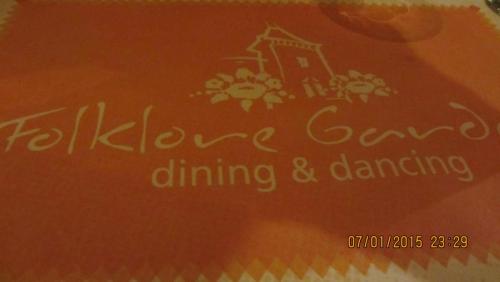 Folklore Gard
dining & dancing
07/01/2015 23:29